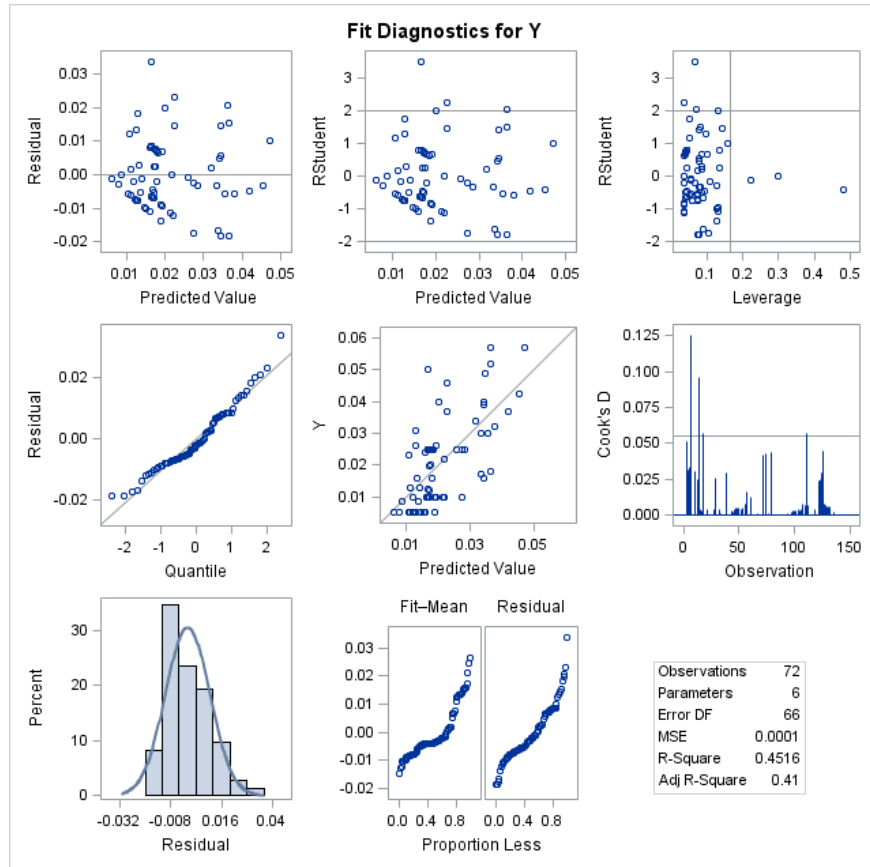 Fit Diagnostics for Y
Residual
0.03
0.02
0.01
0.00
-0.01
-0.02
0.01 0.02 0.03 0.04 0.05
Predicted Value
RStudent
3
2
1
0
-1
-2
0.01 0.02 0.03 0.04 0.05
Predicted Value
RStudent
3
2
1
0
-1
-2
0.1 0.2 0.3 0.4 0.5
Leverage
Residual
0.02
0.00
-0.02
-2 -1 0 1 2
Quantile
Y
0.06
0.05
0.04
0.03
0.02
0.01
0.01 0.03 0.05
Predicted Value
Cook's D
0.125
0.100
0.075
0.050
0.025
0.000
0 50 100 150
Observation
Percent
30
20
10
0
-0.032 -0.008 0.016 0.04
Residual
Fit–Mean Residual
0.03
0.02
0.01
0.00
-0.01
-0.02
0.0 0.4 0.8 0.0 0.4 0.8
Proportion Less
Observations 72
Parameters 6
Error DF 66
MSE 0.0001
R-Square 0.4516
Adj R-Square 0.41